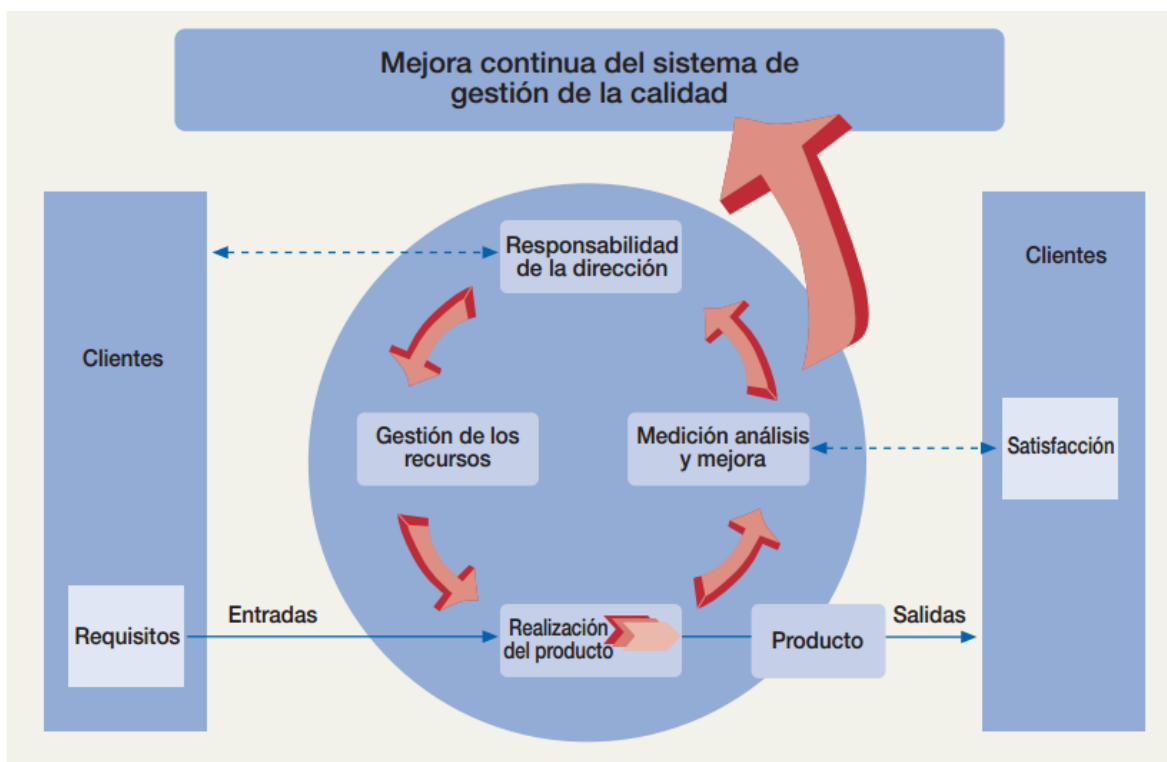 Mejora continua del sistema de
gestión de la calidad
Responsabilidad
de la dirección
Clientes
Clientes
Gestión de los
recursos
Medición análisis
y mejora
Satisfacción
Entradas
Requisitos
Realización
del producto
Producto
Salidas